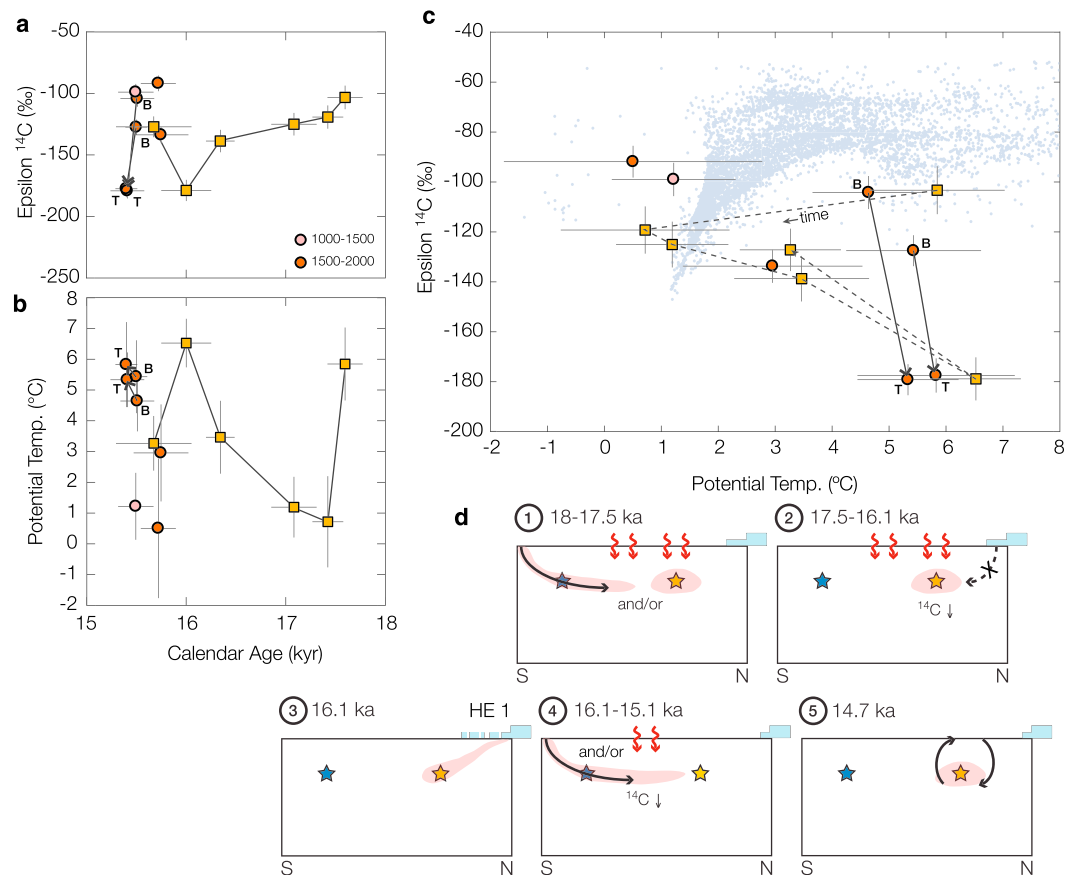 a
-50
-100
-150
-200
-250
Epsilon ¹⁴C (‰)
B
B
T
T
1000-1500
1500-2000
b
8
7
6
5
4
3
2
1
0
-1
-2
Potential Temp. (ºC)
T
T
B
B
15
16
17
18
Calendar Age (kyr)
c
-40
-60
-80
-100
-120
-140
-160
-180
-200
Epsilon ¹⁴C (‰)
B
B
time
T
T
-2
-1
0
1
2
3
4
5
6
7
8
Potential Temp. (ºC)
d
1 18-17.5 ka
and/or
S
N
2 17.5-16.1 ka
¹⁴C ↓
S
N
3 16.1 ka
HE 1
S
N
4 16.1-15.1 ka
and/or
¹⁴C ↓
S
N
5 14.7 ka
S
N